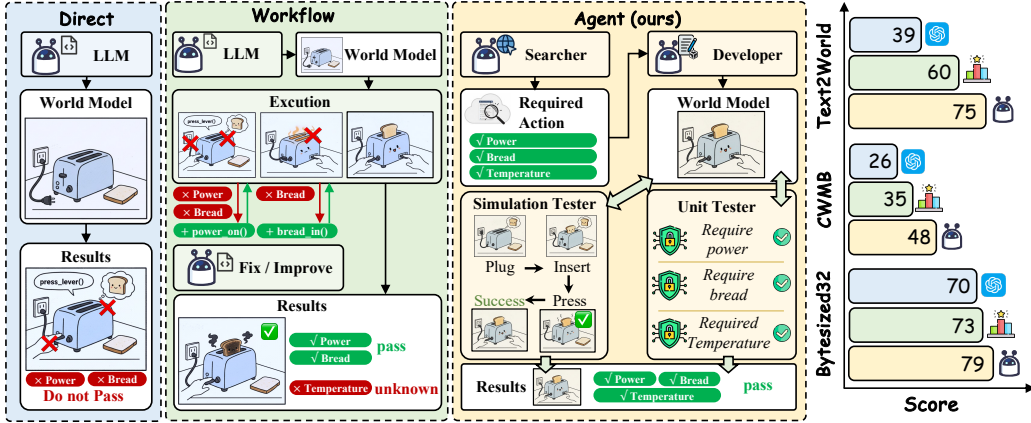 Direct
LLM
World Model
Results
press_lever()
× Power
× Bread
Do not Pass
Workflow
LLM
World Model
Excution
press_lever()
× Power
× Bread
× Bread
+ power_on()
+ bread_in()
Fix / Improve
Results
√ Power
√ Bread
pass
× Temperature
unknown
Agent (ours)
Searcher
Developer
Required
Action
√ Power
√ Bread
√ Temperature
World Model
Simulation Tester
Plug
Insert
Success
Press
Unit Tester
Require
power
Require
bread
Required
Temperature
Results
√ Power
√ Bread
√ Temperature
pass
Text2World
39
60
75
CWMB
26
35
48
Bytesized32
70
73
79
Score